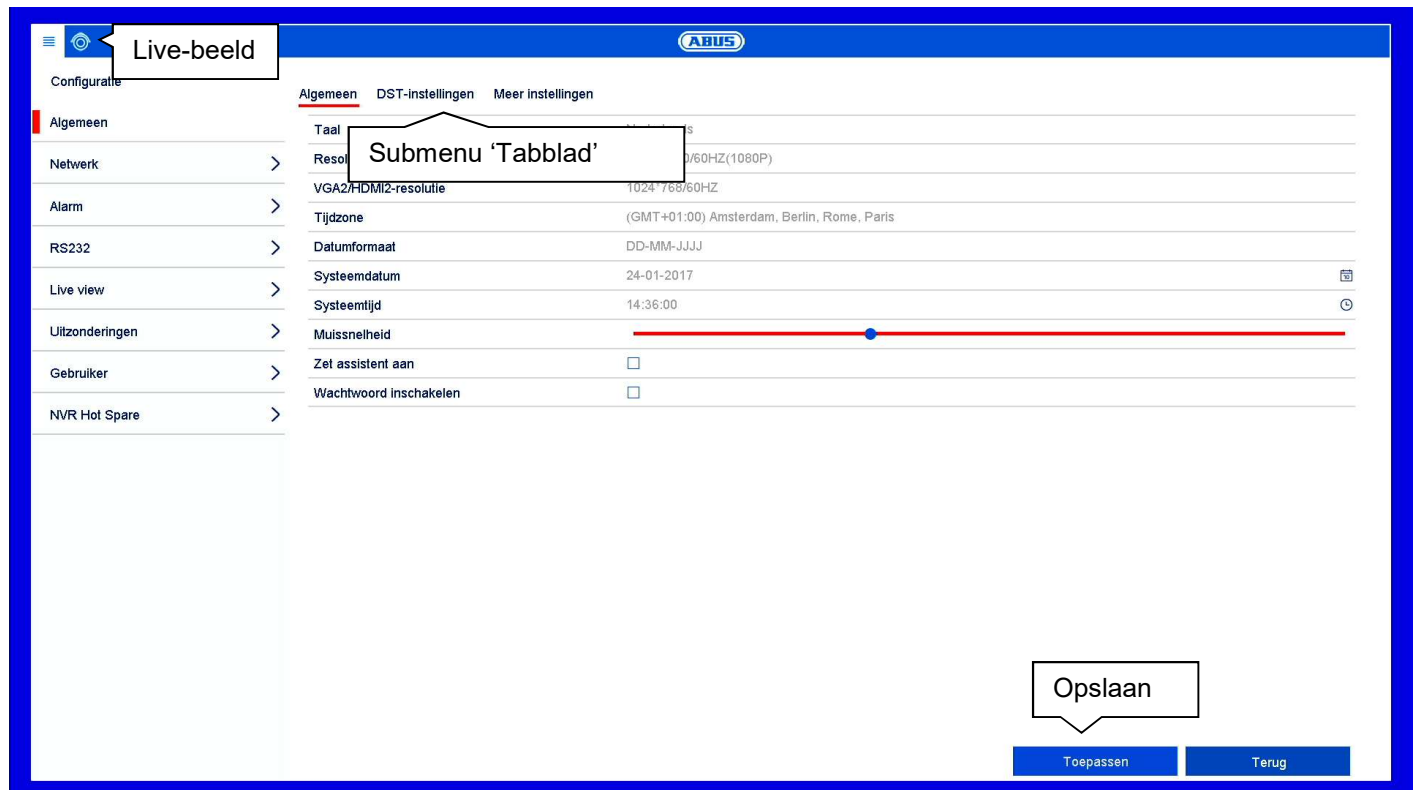 Live-beeld
ABUS
Configuratie
Algemeen DST-instellingen Meer instellingen
Algemeen
Netwerk
Alarm
RS232
Live view
Uitzonderingen
Gebruiker
NVR Hot Spare
Submenu ‘Tabblad’
Taal
Resol /60HZ(1080P)
VGA2/HDMI2-resolutie 1024*768/60HZ
Tijdzone (GMT+01:00) Amsterdam, Berlin, Rome, Paris
Datumformaat DD-MM-JJJJ
Systeemdatum 24-01-2017
Systeemtijd 14:36:00
Muissnelheid
Zet assistent aan
Wachtwoord inschakelen
Opslaan
Toepassen Terug